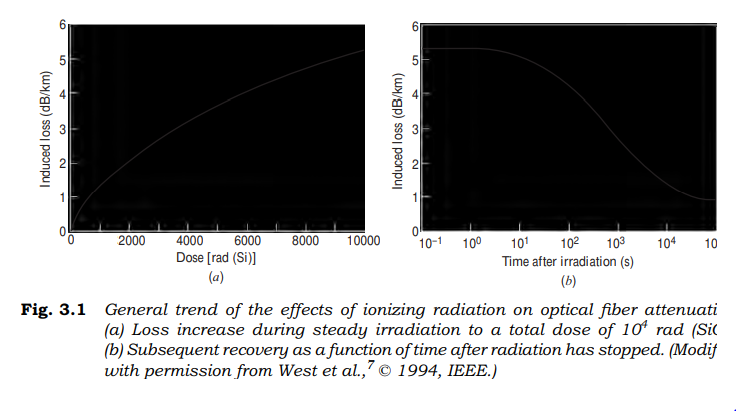 6
5
4
3
2
1
0
Induced loss (dB/km)
0 2000 4000 6000 8000 10000
Dose [rad (Si)]
(a)
6
5
4
3
2
1
0
Induced loss (dB/km)
10⁻¹ 10⁰ 10¹ 10² 10³ 10⁴ 10
Time after irradiation (s)
(b)
Fig. 3.1 General trend of the effects of ionizing radiation on optical fiber attenuati
(a) Loss increase during steady irradiation to a total dose of 10⁴ rad (SiO
(b) Subsequent recovery as a function of time after radiation has stopped. (Modif
with permission from West et al.,⁷ © 1994, IEEE.)